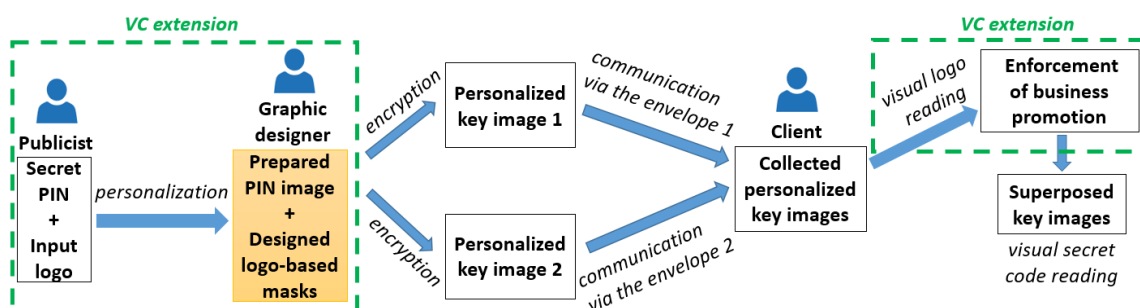 VC extension
Publicist
Secret
PIN
+
Input
logo
personalization
Graphic
designer
Prepared
PIN image
+
Designed
logo-based
masks
encryption
encryption
Personalized
key image 1
Personalized
key image 2
communication
via the envelope 1
communication
via the envelope 2
Client
Collected
personalized
key images
visual logo
reading
VC extension
Enforcement
of business
promotion
Superposed
key images
visual secret
code reading